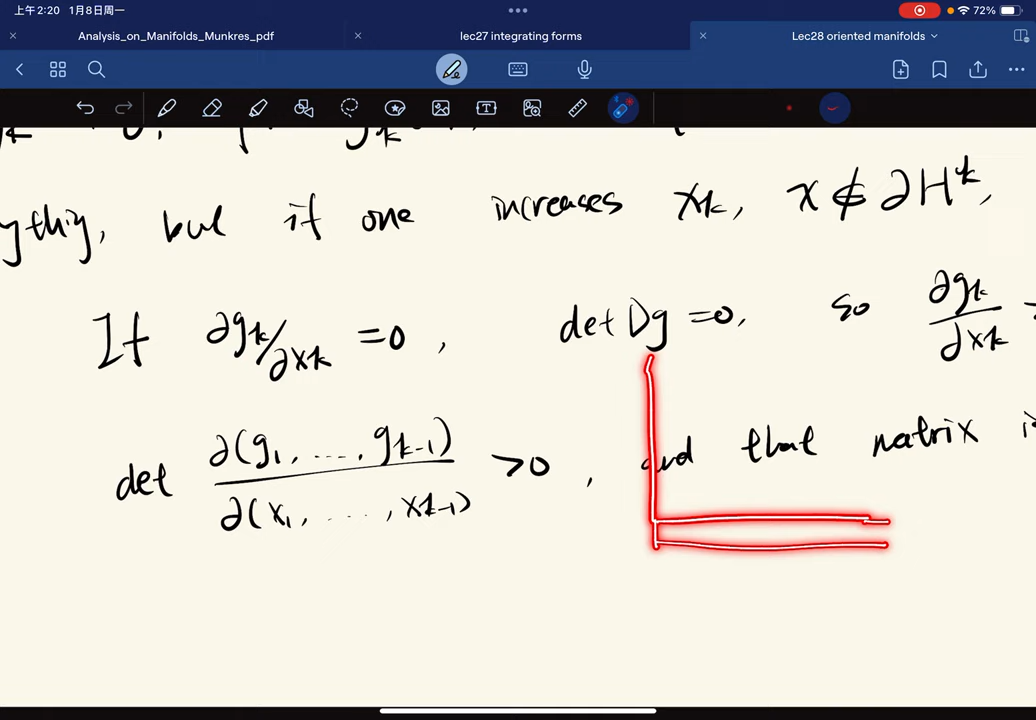 上午2:20 1月8日周一
72%
Analysis_on_Manifolds_Munkres_pdf
lec27 integrating forms
Lec28 oriented manifolds
ything, but if one increases xk, x ∉ ∂H^k,
If ∂gk/∂xk =0, det Dg =0, so ∂gk/∂xk
det ∂(g1, ..., gk-1)/∂(x1, ..., xk-1) >0, and that matrix i